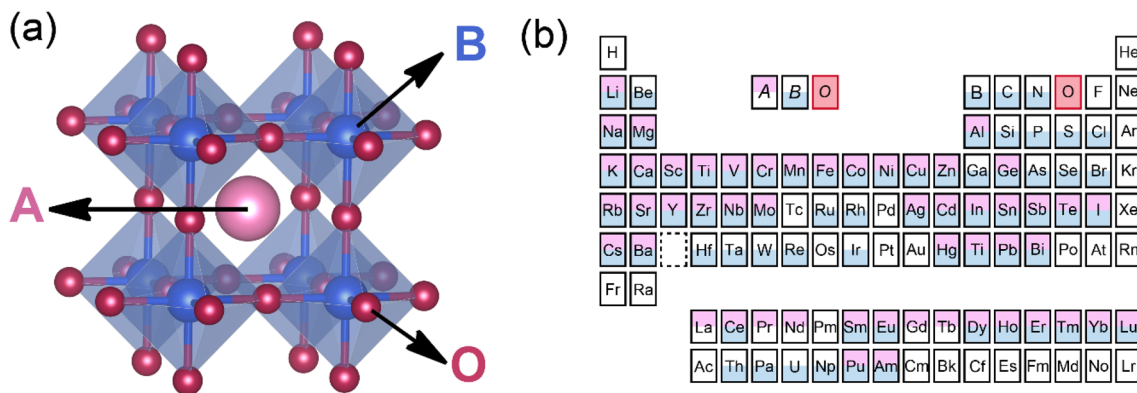 (a)
B
A
O
(b)
H He
Li Be A B O B C N O F Ne
Na Mg Al Si P S Cl Ar
K Ca Sc Ti V Cr Mn Fe Co Ni Cu Zn Ga Ge As Se Br Kr
Rb Sr Y Zr Nb Mo Tc Ru Rh Pd Ag Cd In Sn Sb Te I Xe
Cs Ba Hf Ta W Re Os Ir Pt Au Hg Ti Pb Bi Po At Rn
Fr Ra
La Ce Pr Nd Pm Sm Eu Gd Tb Dy Ho Er Tm Yb Lu
Ac Th Pa U Np Pu Am Cm Bk Cf Es Fm Md No Lr